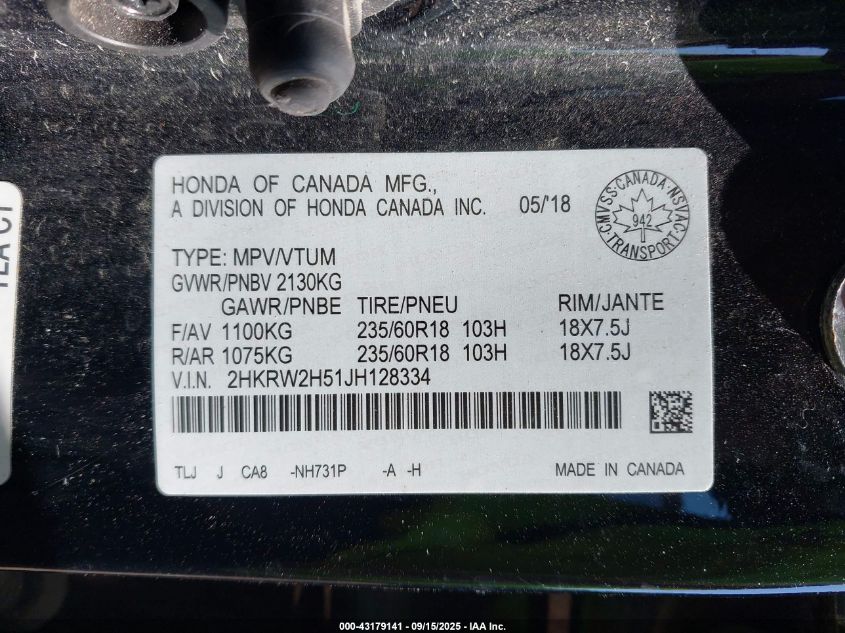 HONDA OF CANADA MFG.,
A DIVISION OF HONDA CANADA INC. 05/'18
CMVSS·CANADA·NSVAC·TRANSPORT
942
TYPE: MPV/VTUM
GVWR/PNBV 2130KG
GAWR/PNBE TIRE/PNEU RIM/JANTE
F/AV 1100KG 235/60R18 103H 18X7.5J
R/AR 1075KG 235/60R18 103H 18X7.5J
V.I.N. 2HKRW2H51JH128334
TLJ J CA8 -NH731P -A -H MADE IN CANADA
000-43179141 - 09/15/2025 - IAA Inc.